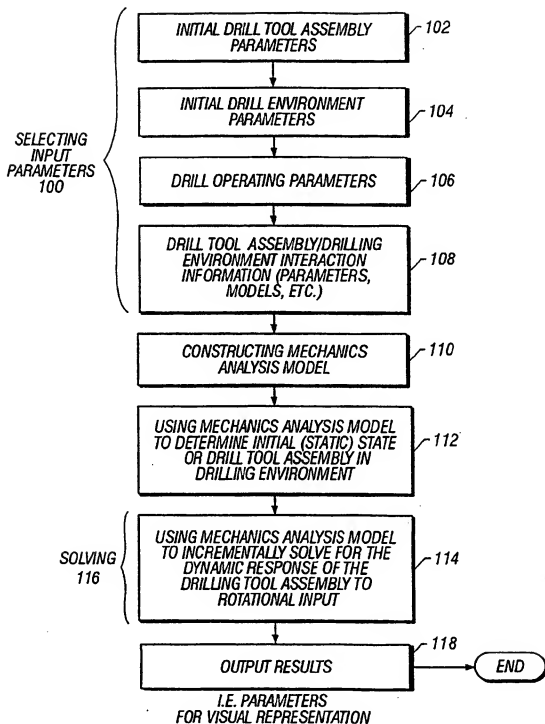 INITIAL DRILL TOOL ASSEMBLY
PARAMETERS
102
INITIAL DRILL ENVIRONMENT
PARAMETERS
104
SELECTING
INPUT
PARAMETERS
100
DRILL OPERATING PARAMETERS
106
DRILL TOOL ASSEMBLY/DRILLING
ENVIRONMENT INTERACTION
INFORMATION (PARAMETERS,
MODELS, ETC.)
108
CONSTRUCTING MECHANICS
ANALYSIS MODEL
110
USING MECHANICS ANALYSIS MODEL
TO DETERMINE INITIAL (STATIC) STATE
OR DRILL TOOL ASSEMBLY IN
DRILLING ENVIRONMENT
112
SOLVING
116
USING MECHANICS ANALYSIS MODEL
TO INCREMENTALLY SOLVE FOR THE
DYNAMIC RESPONSE OF THE
DRILLING TOOL ASSEMBLY TO
ROTATIONAL INPUT
114
OUTPUT RESULTS
118
END
I.E. PARAMETERS
FOR VISUAL REPRESENTATION